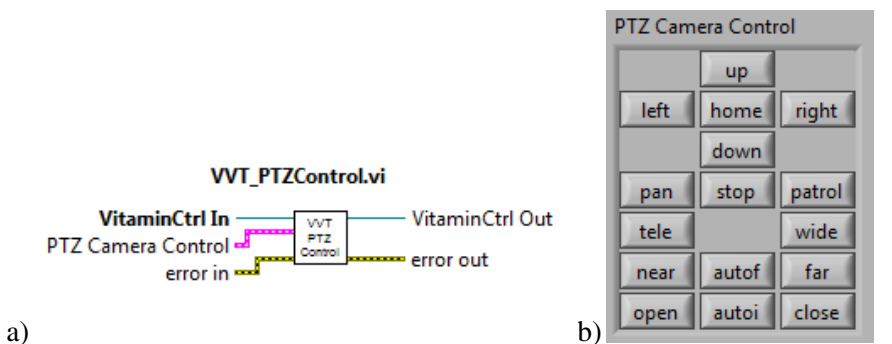 VVT_PTZControl.vi
VitaminCtrl In
VitaminCtrl Out
PTZ Camera Control
error in
error out
VVT
PTZ
Control
a)
b)
PTZ Camera Control
up
left home right
down
pan stop patrol
tele wide
near autof far
open autoi close